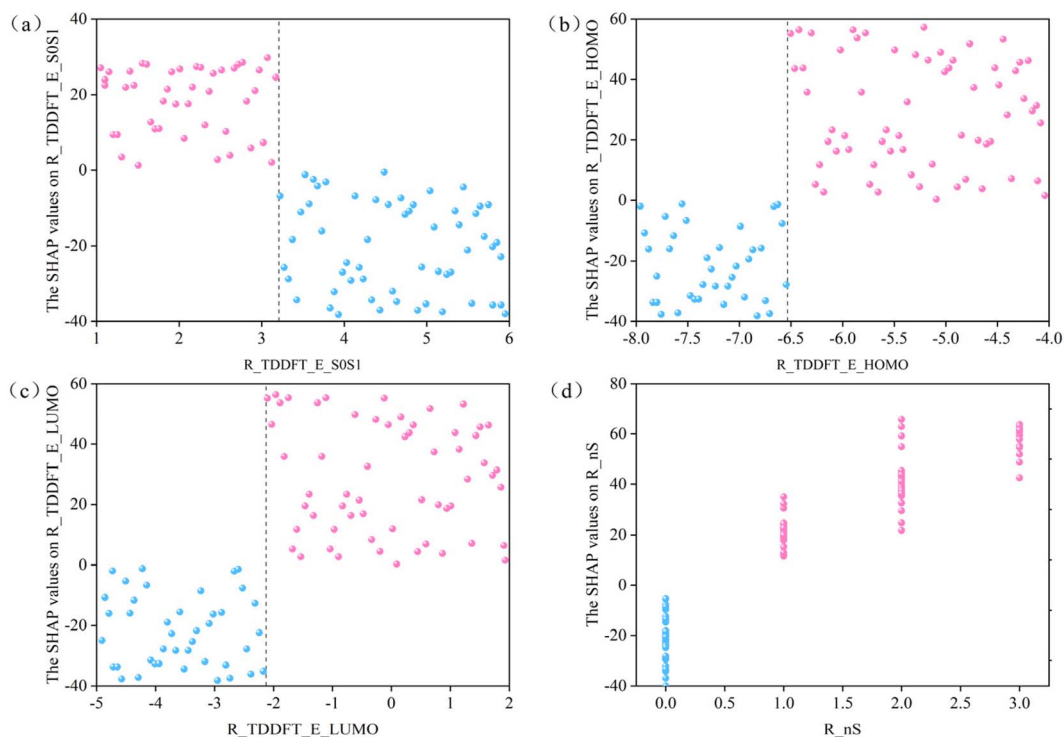 (a)
The SHAP values on R_TDDFT_E_S0S1
60
40
20
0
-20
-40
1 2 3 4 5 6
R_TDDFT_E_S0S1
(b)
The SHAP values on R_TDDFT_E_HOMO
60
40
20
0
-20
-40
-8.0 -7.5 -7.0 -6.5 -6.0 -5.5 -5.0 -4.5 -4.0
R_TDDFT_E_HOMO
(c)
The SHAP values on R_TDDFT_E_LUMO
60
40
20
0
-20
-40
-5 -4 -3 -2 -1 0 1 2
R_TDDFT_E_LUMO
(d)
The SHAP values on R_nS
80
60
40
20
0
-20
-40
0.0 0.5 1.0 1.5 2.0 2.5 3.0
R_nS